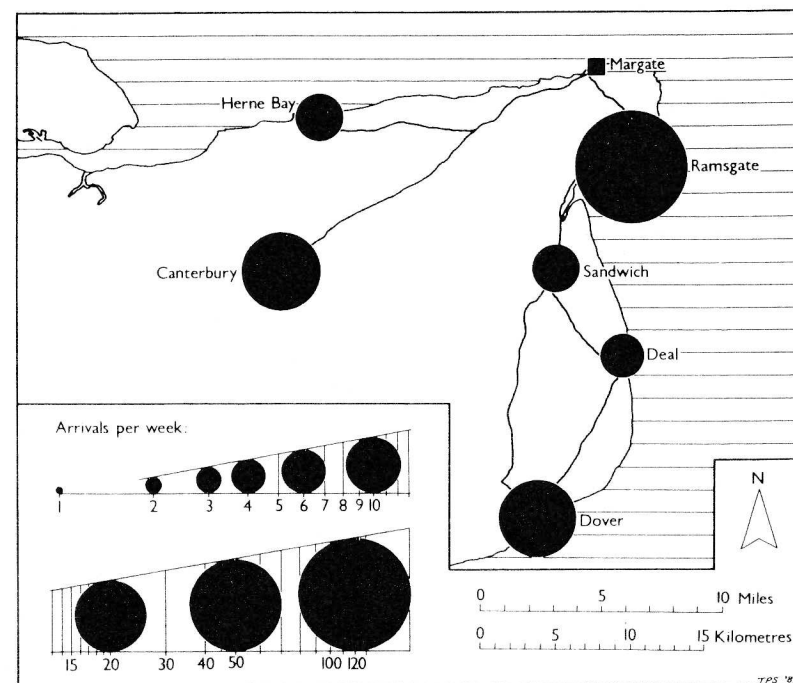 Margate
Herne Bay
Ramsgate
Canterbury
Sandwich
Deal
Arrivals per week:
1 2 3 4 5 6 7 8 9 10
N
Dover
15 20 30 40 50 100 120
0 5 10 Miles
0 5 10 15 Kilometres
TPS '8